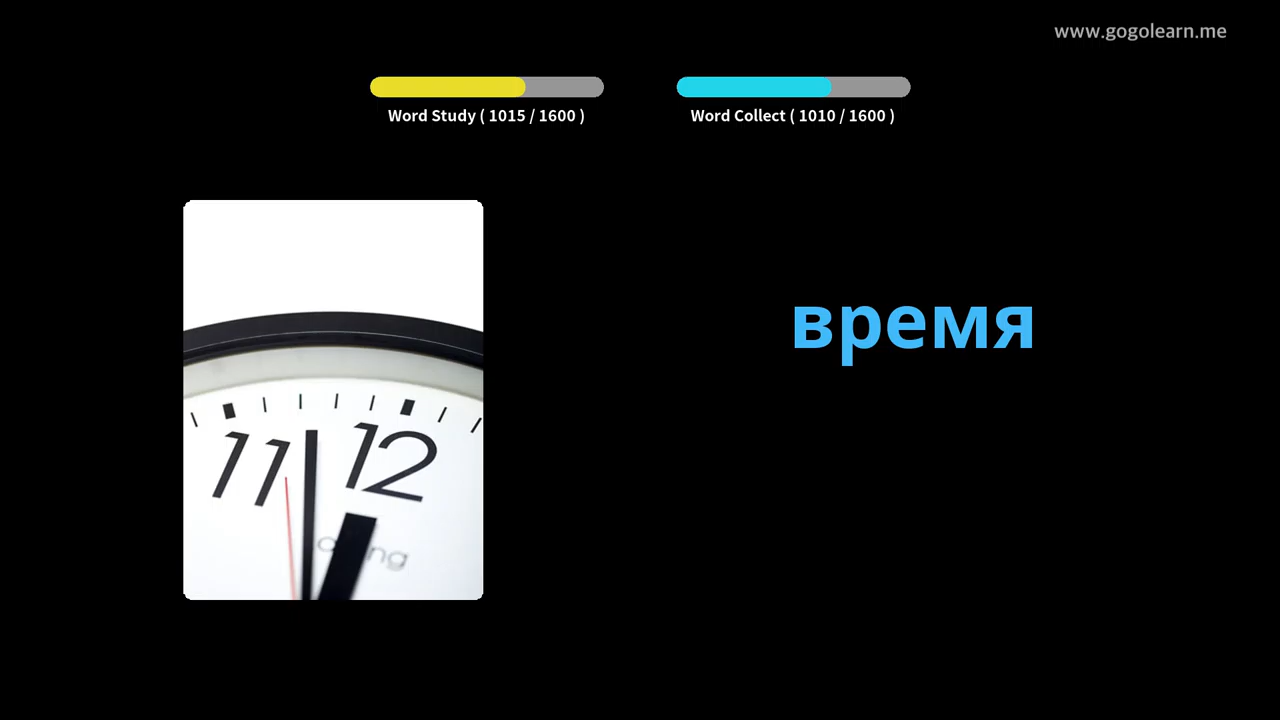 www.gogolearn.me
Word Study ( 1015 / 1600 )
Word Collect ( 1010 / 1600 )
время
11
12